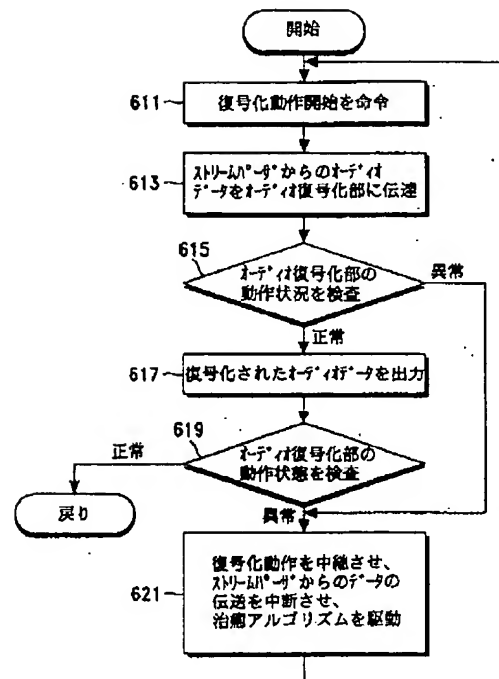 開始
611
復号化動作開始を命令
613
ｽﾄﾘｰﾑﾊﾟｰｻﾞからのｵｰﾃﾞｨｵ
ﾃﾞｰﾀをｵｰﾃﾞｨｵ復号化部に伝達
615
ｵｰﾃﾞｨｵ復号化部の
動作状況を検査
異常
正常
617
復号化されたｵｰﾃﾞｨｵﾃﾞｰﾀを出力
619
ｵｰﾃﾞｨｵ復号化部の
動作状態を検査
正常
戻り
異常
621
復号化動作を中継させ、
ｽﾄﾘｰﾑﾊﾟｰｻﾞからのﾃﾞｰﾀの
伝送を中断させ、
治癒アルゴリズムを駆動